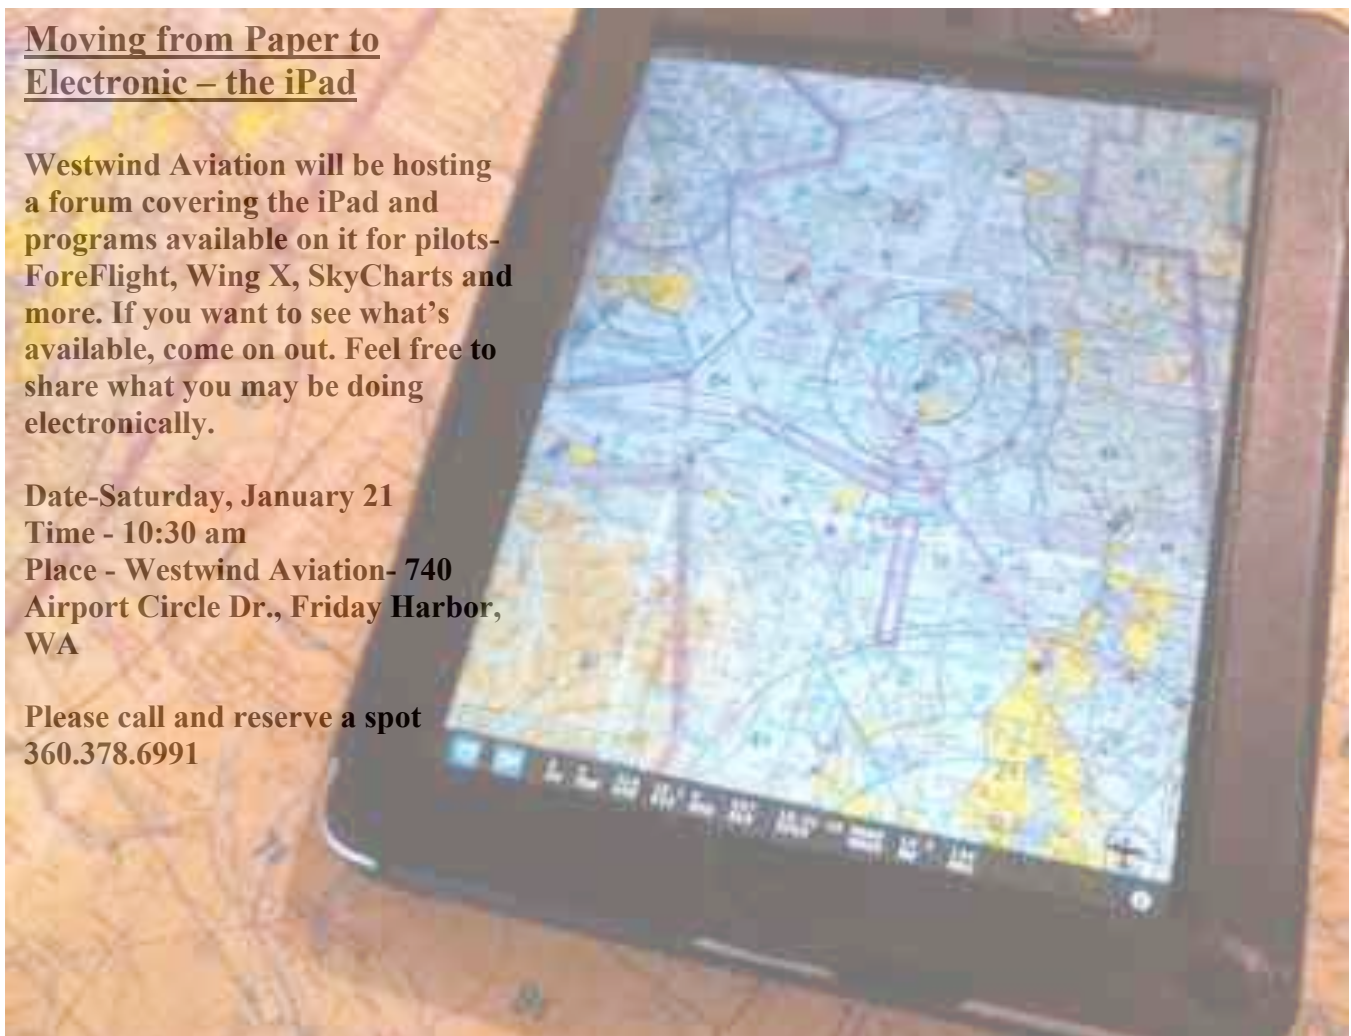 Moving from Paper to
Electronic – the iPad
Westwind Aviation will be hosting
a forum covering the iPad and
programs available on it for pilots-
ForeFlight, Wing X, SkyCharts and
more. If you want to see what’s
available, come on out. Feel free to
share what you may be doing
electronically.
Date-Saturday, January 21
Time - 10:30 am
Place - Westwind Aviation- 740
Airport Circle Dr., Friday Harbor,
WA
Please call and reserve a spot
360.378.6991